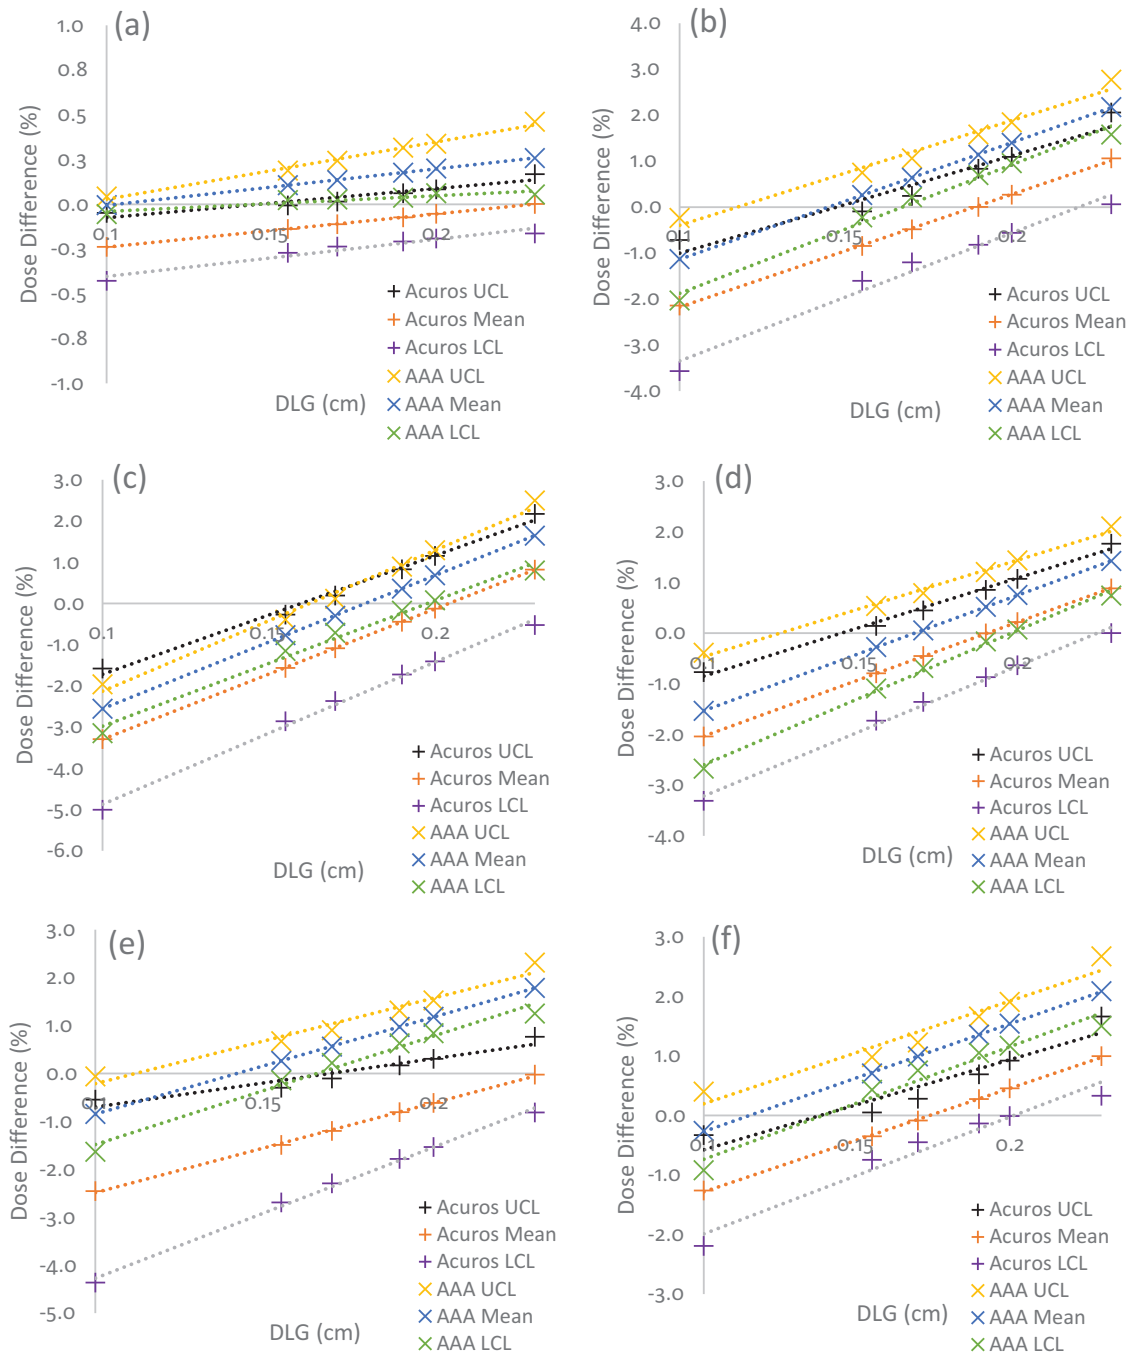 (a)
1.0
0.8
0.5
0.3
0.0
-0.3
-0.5
-0.8
-1.0
0.1
0.15
0.2
Dose Difference (%)
DLG (cm)
Acuros UCL
Acuros Mean
Acuros LCL
AAA UCL
AAA Mean
AAA LCL
(b)
4.0
3.0
2.0
1.0
0.0
-1.0
-2.0
-3.0
-4.0
0.1
0.15
0.2
Dose Difference (%)
DLG (cm)
Acuros UCL
Acuros Mean
Acuros LCL
AAA UCL
AAA Mean
AAA LCL
(c)
3.0
2.0
1.0
0.0
-1.0
-2.0
-3.0
-4.0
-5.0
-6.0
0.1
0.15
0.2
Dose Difference (%)
DLG (cm)
Acuros UCL
Acuros Mean
Acuros LCL
AAA UCL
AAA Mean
AAA LCL
(d)
3.0
2.0
1.0
0.0
-1.0
-2.0
-3.0
-4.0
0.1
0.15
0.2
Dose Difference (%)
DLG (cm)
Acuros UCL
Acuros Mean
Acuros LCL
AAA UCL
AAA Mean
AAA LCL
(e)
3.0
2.0
1.0
0.0
-1.0
-2.0
-3.0
-4.0
-5.0
0.1
0.15
0.2
Dose Difference (%)
DLG (cm)
Acuros UCL
Acuros Mean
Acuros LCL
AAA UCL
AAA Mean
AAA LCL
(f)
3.0
2.0
1.0
0.0
-1.0
-2.0
-3.0
0.1
0.15
0.2
Dose Difference (%)
DLG (cm)
Acuros UCL
Acuros Mean
Acuros LCL
AAA UCL
AAA Mean
AAA LCL